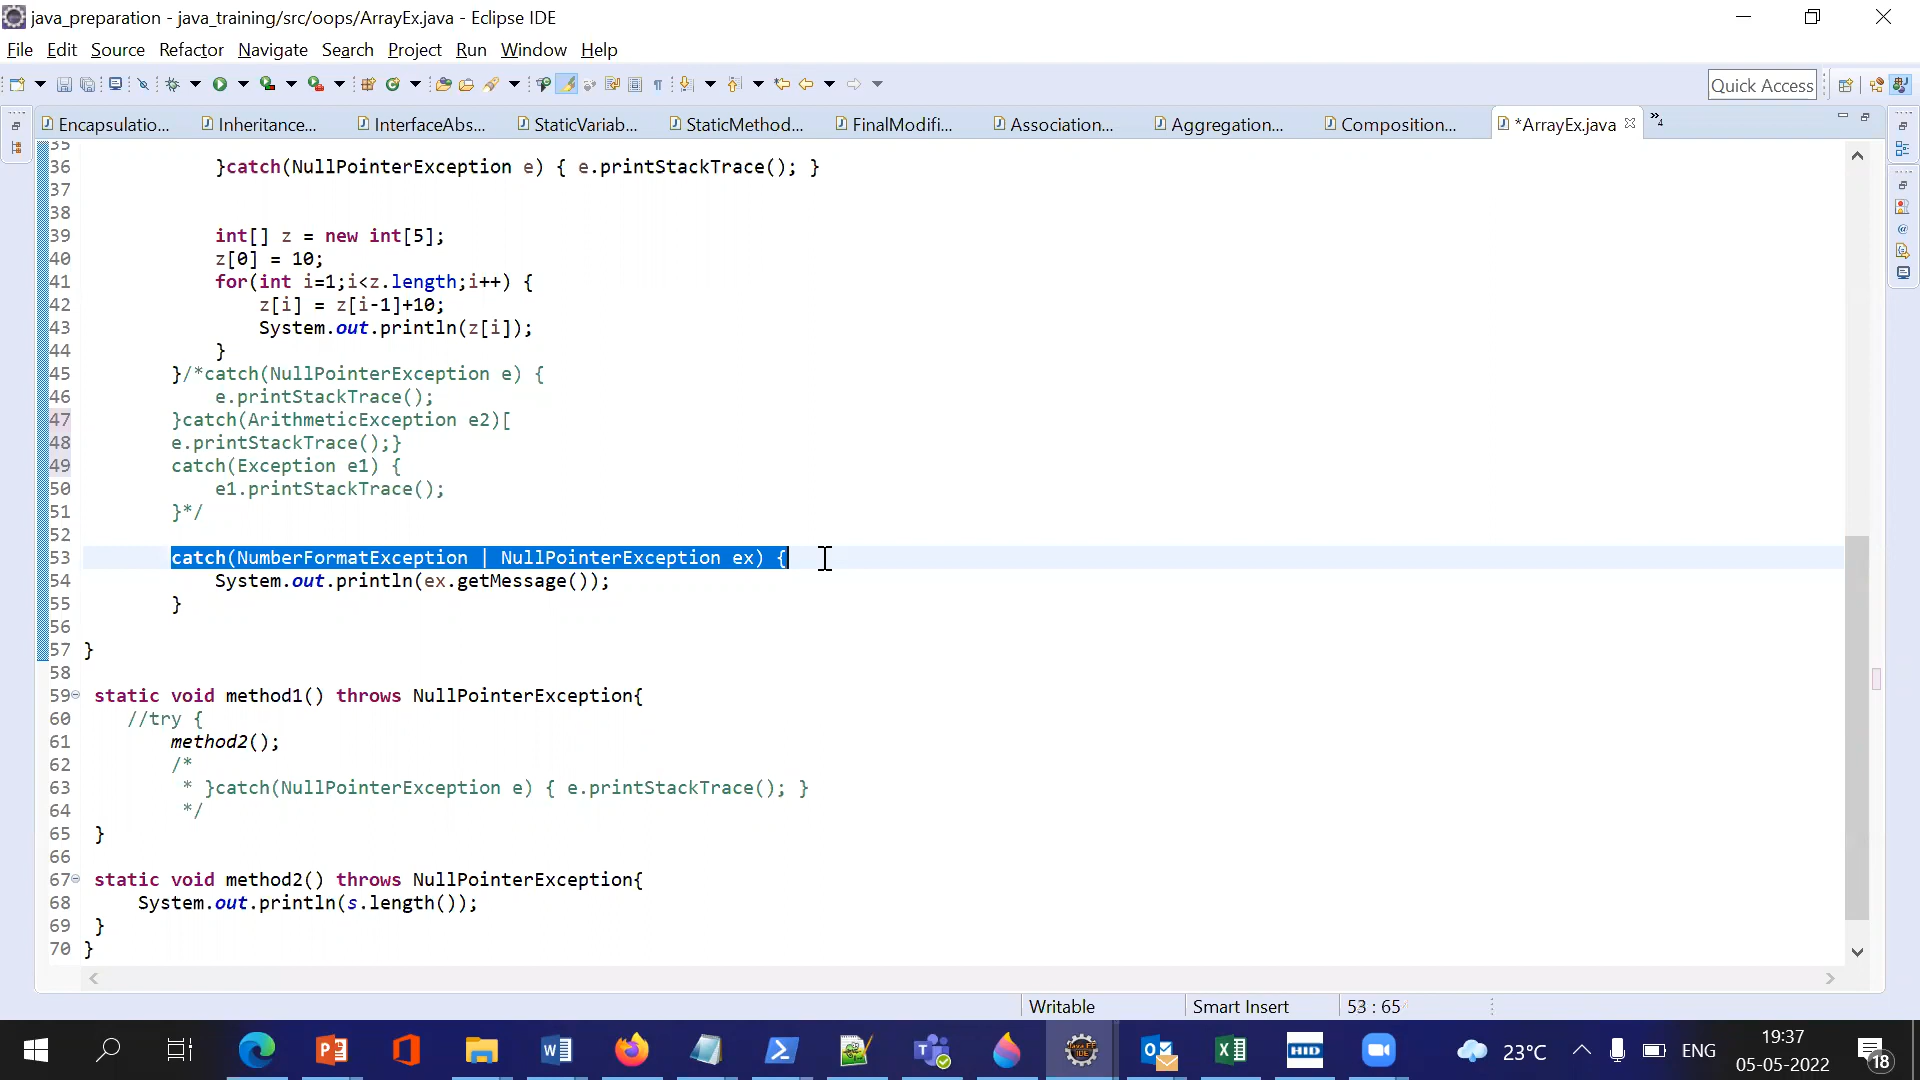 java_preparation - java_training/src/oops/ArrayEx.java - Eclipse IDE
File Edit Source Refactor Navigate Search Project Run Window Help
Quick Access
Encapsulatio... Inheritance... InterfaceAbs... StaticVariab... StaticMethod... FinalModifi... Association... Aggregation... Composition... *ArrayEx.java »4
35
36 }catch(NullPointerException e) { e.printStackTrace(); }
37
38
39 int[] z = new int[5];
40 z[0] = 10;
41 for(int i=1;i<z.length;i++) {
42 z[i] = z[i-1]+10;
43 System.out.println(z[i]);
44 }
45 }/*catch(NullPointerException e) {
46 e.printStackTrace();
47 }catch(ArithmeticException e2)[
48 e.printStackTrace();}
49 catch(Exception e1) {
50 e1.printStackTrace();
51 }*/
52
53 catch(NumberFormatException | NullPointerException ex) {
54 System.out.println(ex.getMessage());
55 }
56
57 }
58
59 static void method1() throws NullPointerException{
60 //try {
61 method2();
62 /*
63 * }catch(NullPointerException e) { e.printStackTrace(); }
64 */
65 }
66
67 static void method2() throws NullPointerException{
68 System.out.println(s.length());
69 }
70 }
Writable Smart Insert 53 : 65
23°C ENG 19:37
05-05-2022 18
HID